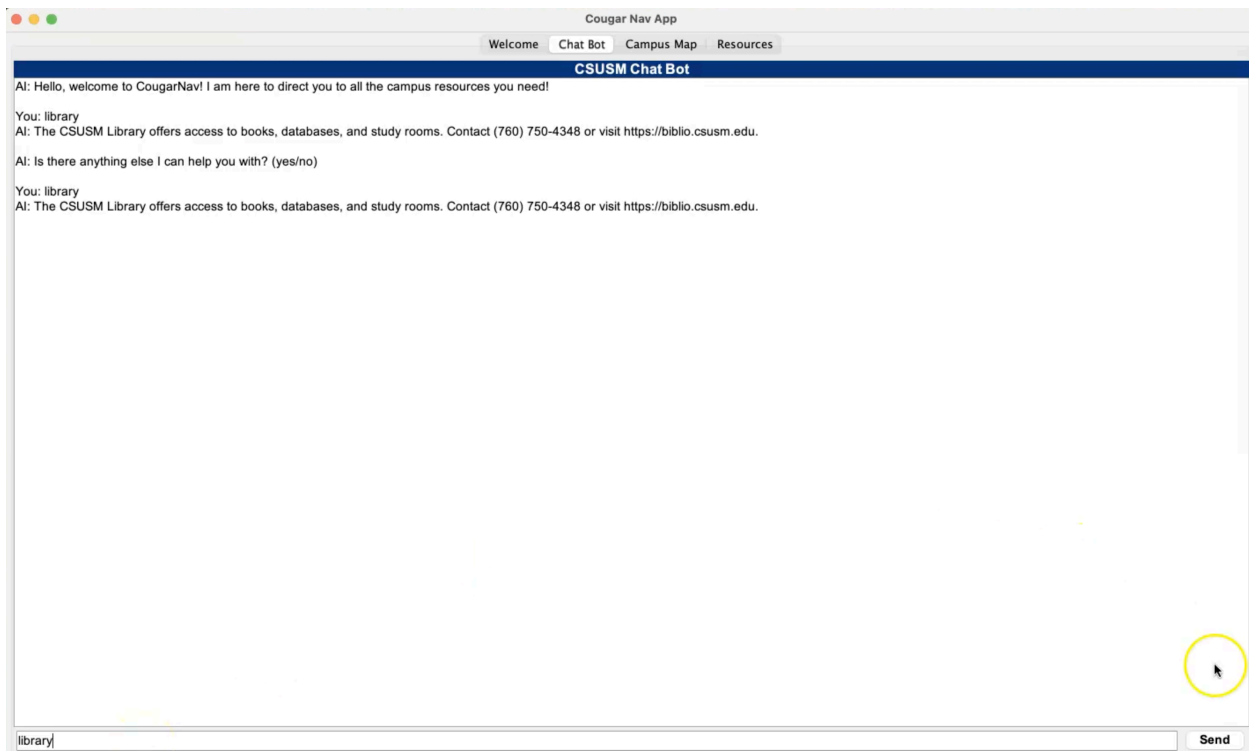 Cougar Nav App
Welcome Chat Bot Campus Map Resources
CSUSM Chat Bot
AI: Hello, welcome to CougarNav! I am here to direct you to all the campus resources you need!
You: library
AI: The CSUSM Library offers access to books, databases, and study rooms. Contact (760) 750-4348 or visit https://biblio.csusm.edu.
AI: Is there anything else I can help you with? (yes/no)
You: library
AI: The CSUSM Library offers access to books, databases, and study rooms. Contact (760) 750-4348 or visit https://biblio.csusm.edu.
library Send